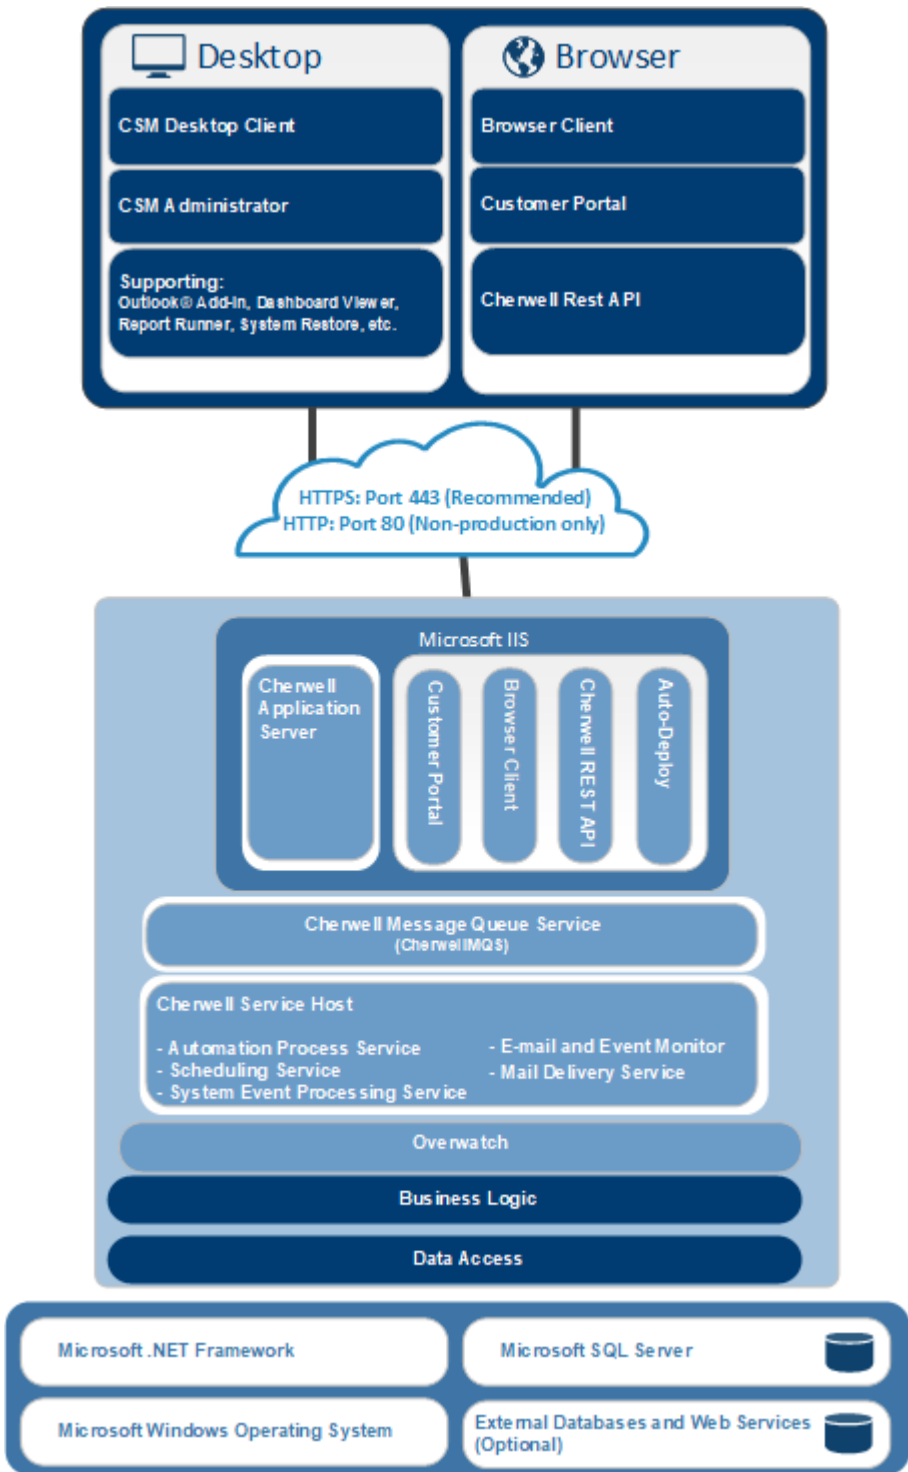 Desktop
CSM Desktop Client
CSM Administrator
Supporting:
Outlook® Add-In, Dashboard Viewer,
Report Runner, System Restore, etc.
Browser
Browser Client
Customer Portal
Cherwell Rest API
HTTPS: Port 443 (Recommended)
HTTP: Port 80 (Non-production only)
Microsoft IIS
Cherwell
Application
Server
Customer Portal
Browser Client
Cherwell REST API
Auto-Deploy
Cherwell Message Queue Service
(CherwellMQS)
Cherwell Service Host
- Automation Process Service
- Scheduling Service
- System Event Processing Service
- E-mail and Event Monitor
- Mail Delivery Service
Overwatch
Business Logic
Data Access
Microsoft .NET Framework
Microsoft SQL Server
Microsoft Windows Operating System
External Databases and Web Services
(Optional)